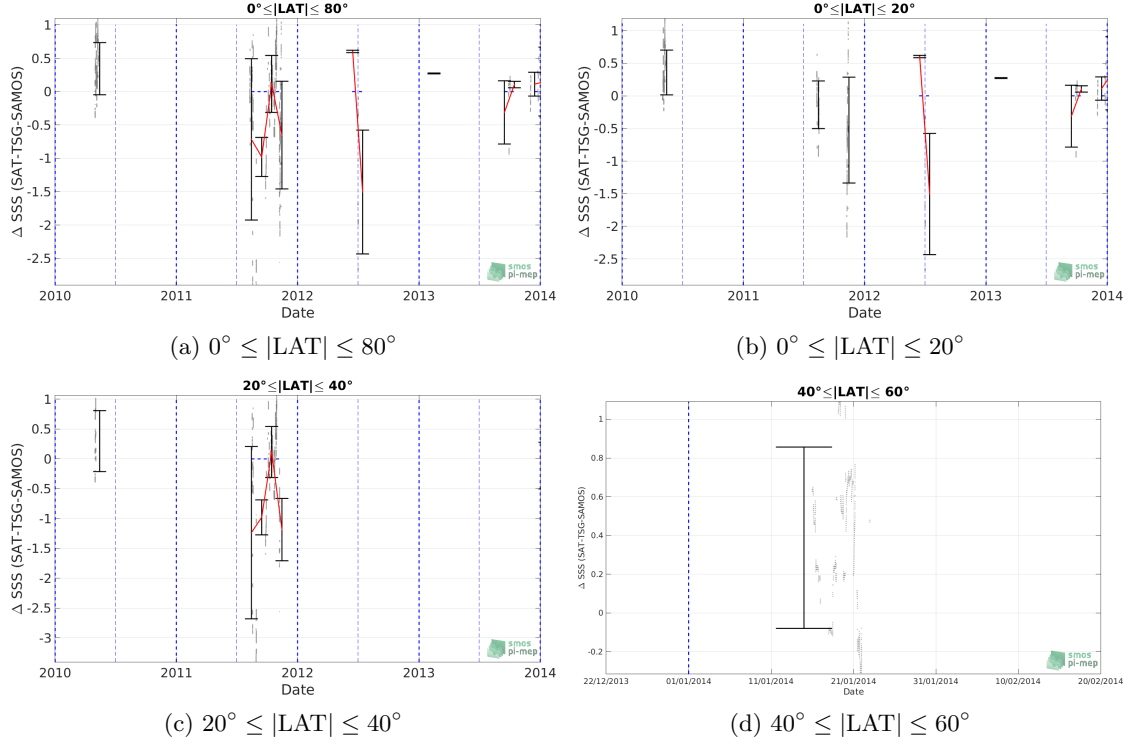 0°≤|LAT|≤ 80°
1
0.5
0
-0.5
-1
-1.5
-2
-2.5
Δ SSS (SAT-TSG-SAMOS)
2010 2011 2012 2013 2014
Date
smos
pi-mep
(a) 0° ≤ |LAT| ≤ 80°
0°≤|LAT|≤ 20°
1
0.5
0
-0.5
-1
-1.5
-2
-2.5
Δ SSS (SAT-TSG-SAMOS)
2010 2011 2012 2013 2014
Date
smos
pi-mep
(b) 0° ≤ |LAT| ≤ 20°
20°≤|LAT|≤ 40°
1
0.5
0
-0.5
-1
-1.5
-2
-2.5
-3
Δ SSS (SAT-TSG-SAMOS)
2010 2011 2012 2013 2014
Date
smos
pi-mep
(c) 20° ≤ |LAT| ≤ 40°
40°≤|LAT|≤ 60°
1
0.8
0.6
0.4
0.2
0
-0.2
Δ SSS (SAT-TSG-SAMOS)
22/12/2013 01/01/2014 11/01/2014 21/01/2014 31/01/2014 10/02/2014 20/02/2014
Date
smos
pi-mep
(d) 40° ≤ |LAT| ≤ 60°